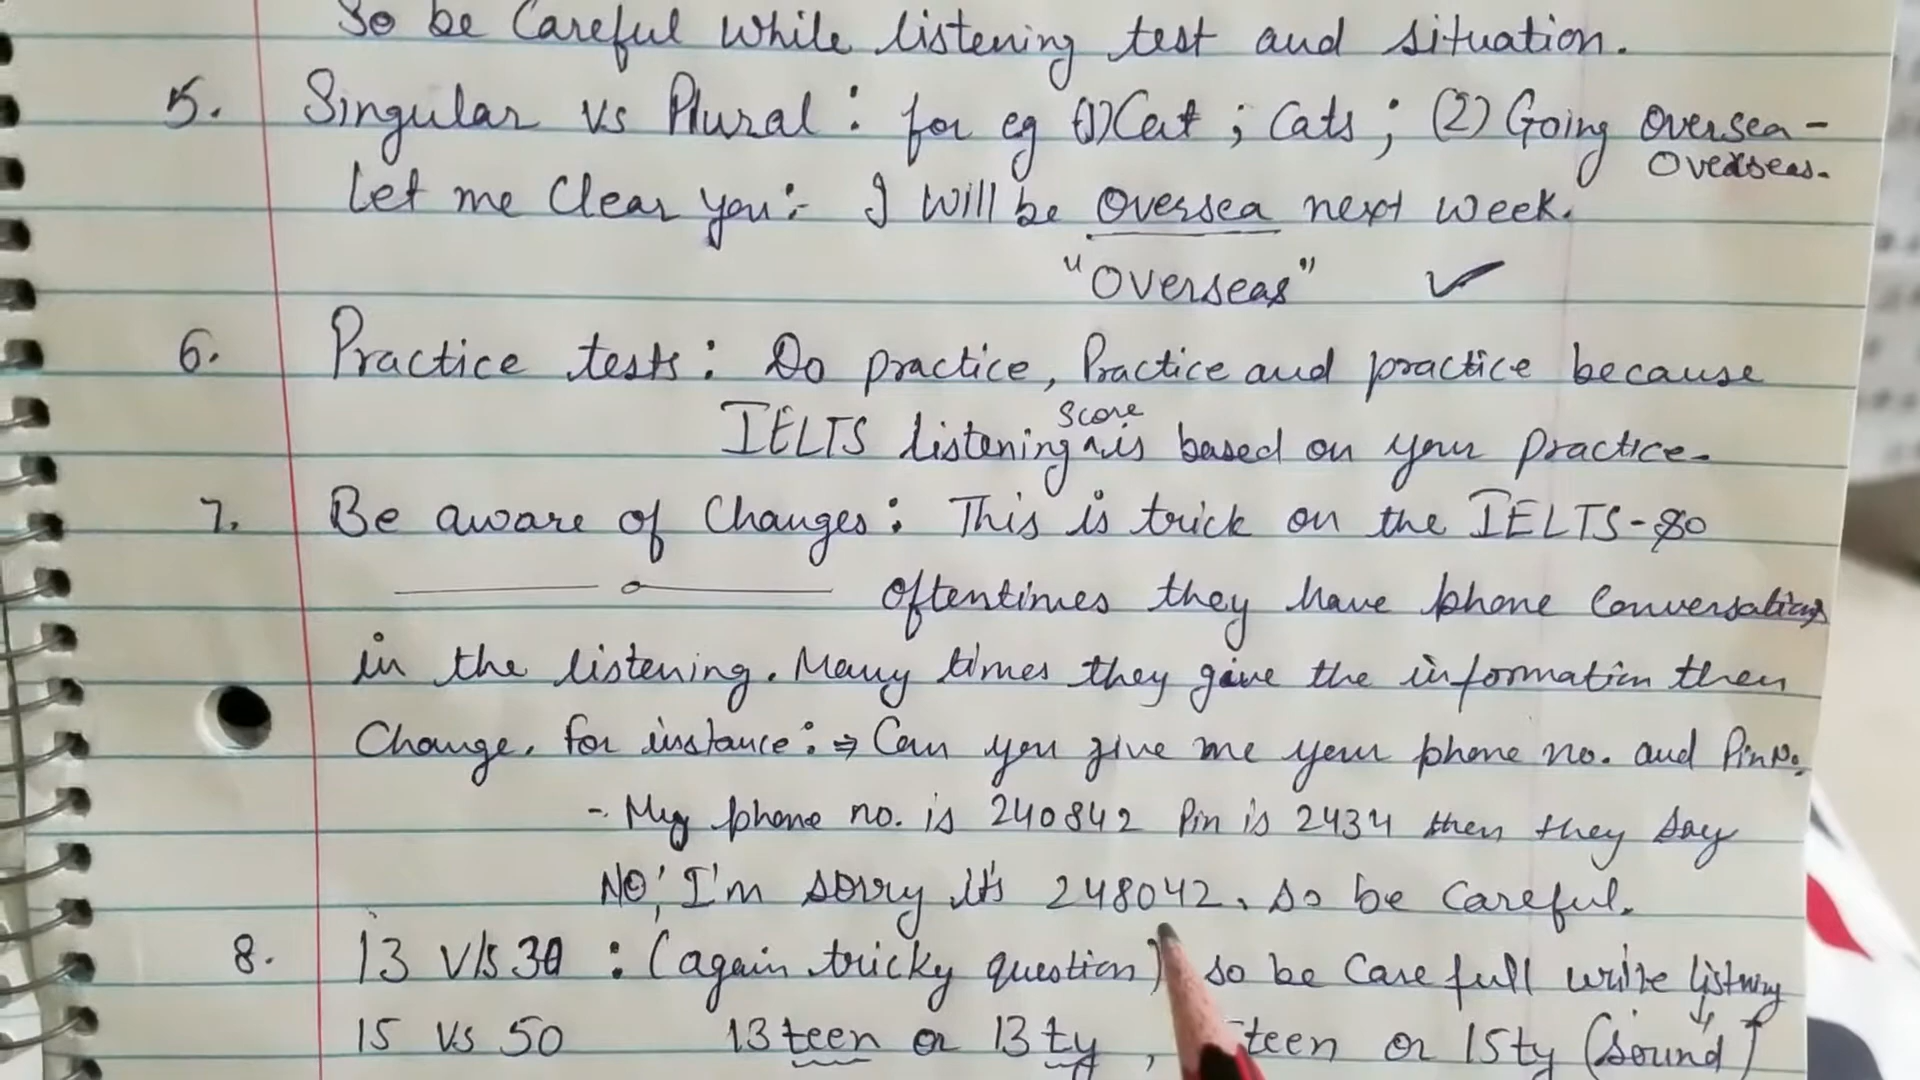 So be Careful While listening test and situation.
5. Singular vs Plural : for eg (1) Cat ; Cats ; (2) Going Oversea -
Overseas.
Let me Clear you :- I Will be Oversea next week.
"Overseas" ✓
6. Practice tests : Do practice, Practice and practice because
Score
IELTS listening ^ is based on your practice.
7. Be aware of Changes : This is trick on the IELTS - so
oftentimes they have phone Conversations
in the listening. Many times they give the information then
Change. for instance : ⇒ Can you give me your phone no. and Pin No.
- My phone no. is 240842 Pin is 2434 then they say
NO! I'm sorry it's 248042. so be Careful.
8. 13 v/s 30 : (again tricky question) so be Care full write listning
15 vs 50 13 teen or 13 ty , teen or 15 ty (sound)